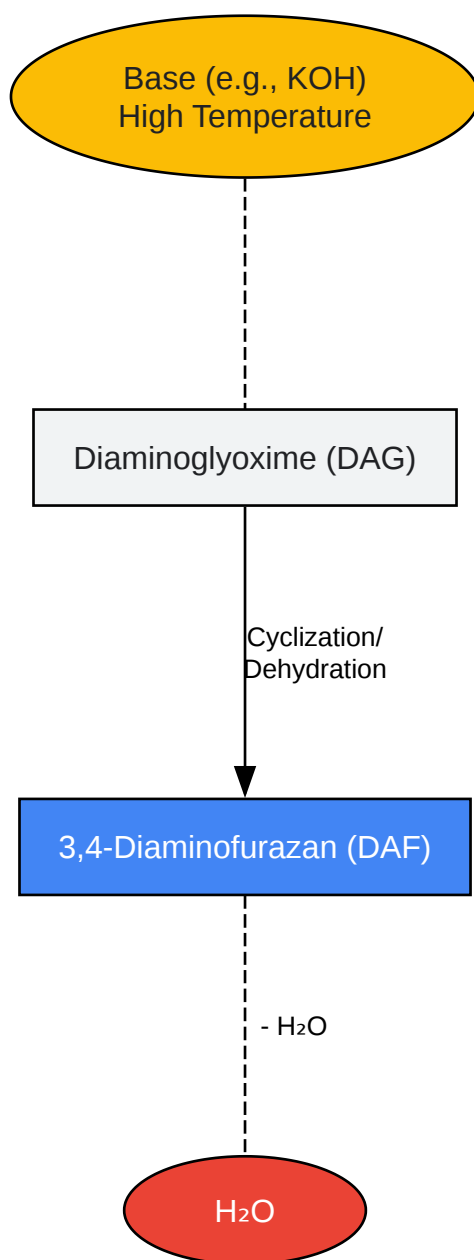 Base (e.g., KOH)
High Temperature
Diaminoglyoxime (DAG)
Cyclization/
Dehydration
3,4-Diaminofurazan (DAF)
- H₂O
H₂O